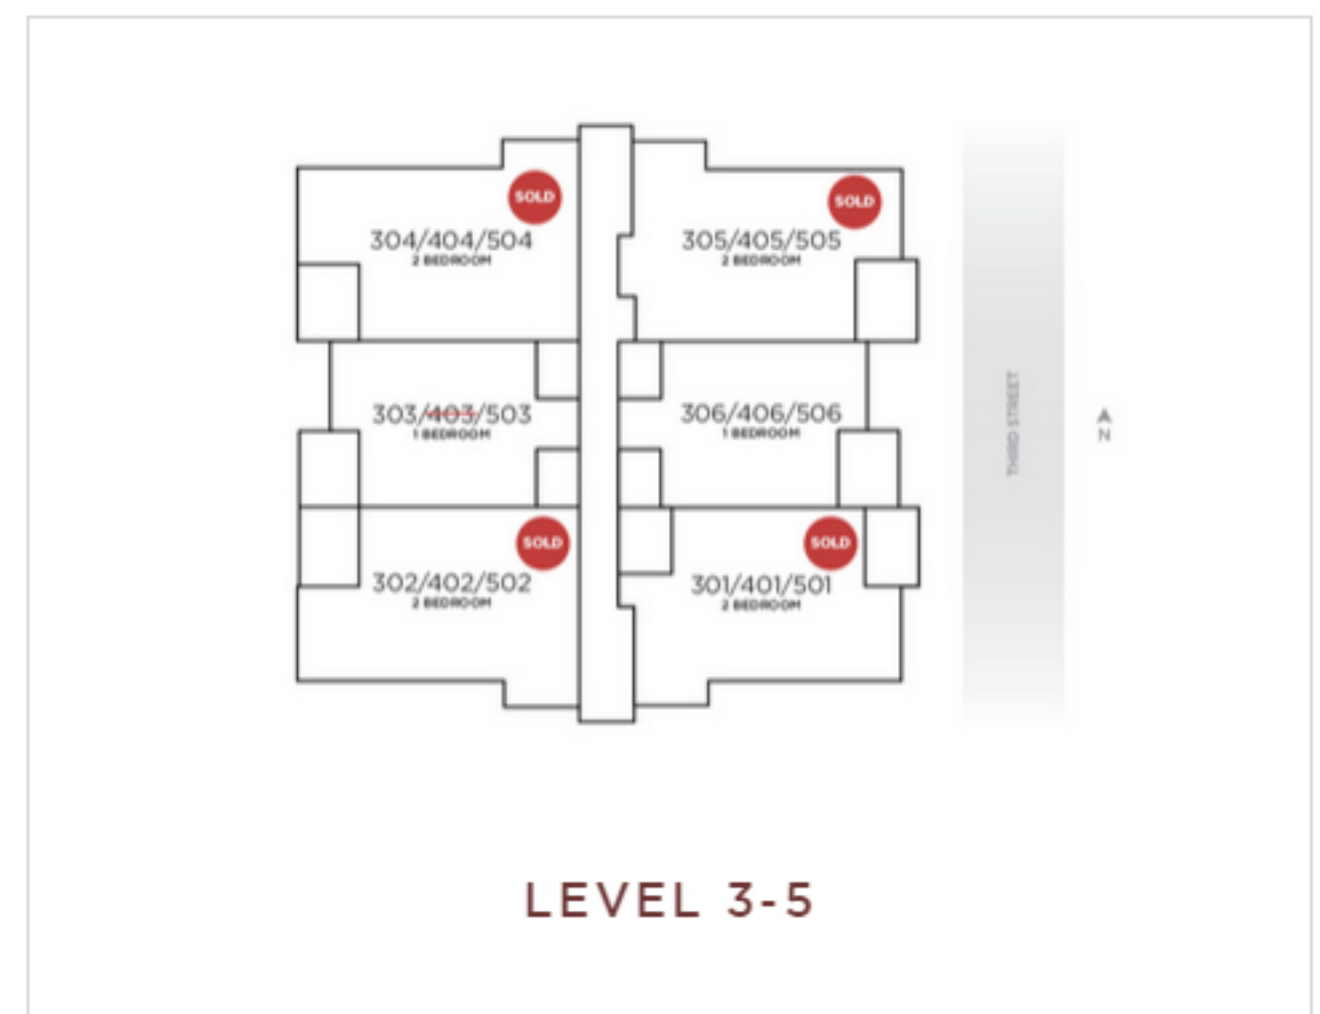 SOLD
304/404/504
2 BEDROOM
SOLD
305/405/505
2 BEDROOM
303/403/503
1 BEDROOM
306/406/506
1 BEDROOM
SOLD
302/402/502
2 BEDROOM
SOLD
301/401/501
2 BEDROOM
THIRD STREET
N
LEVEL 3-5